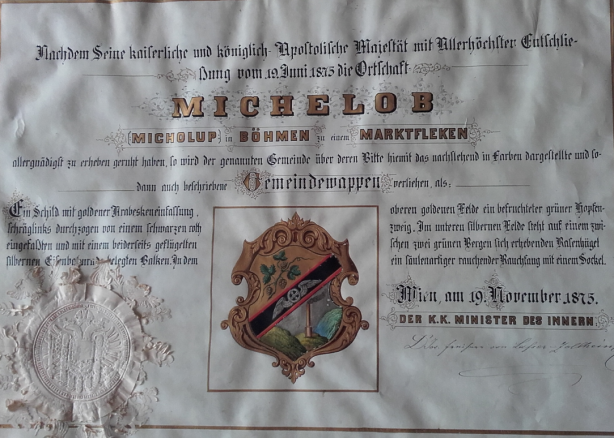 Nachdem Seine kaiserliche und königlich-Apostolische Majestät mit Allerhöchster Entschlie-
ßung vom 19. Juni 1875 die Ortschaft
MICHELOB
(MICHOLUP) in BÖHMEN zu einem MARKTFLEKEN
allergnädigst zu erheben geruht haben, so wird der genannten Gemeinde über deren Bitte hiemit das nachstehend in Farben dargestellte und so-
dann auch beschriebene Gemeindewappen verliehen, als:
Ein Schild mit goldener Arabeskeneinfassung,
schräglinks durchzogen von einem schwarzen roth
eingefaßten und mit einem beiderseits geflügelten
silbernen Eisenbahnrade belegten Balken. In dem
oberen goldenen Felde ein befruchteter grüner Hopfen-
zweig. Im unteren silbernen Felde steht auf einem zwi-
schen zwei grünen Bergen sich erhebenden Rasenhügel
ein säulenartiger rauchender Rauchfang mit einem Sockel.
Wien, am 19. November 1875.
DER K.K. MINISTER DES INNERN